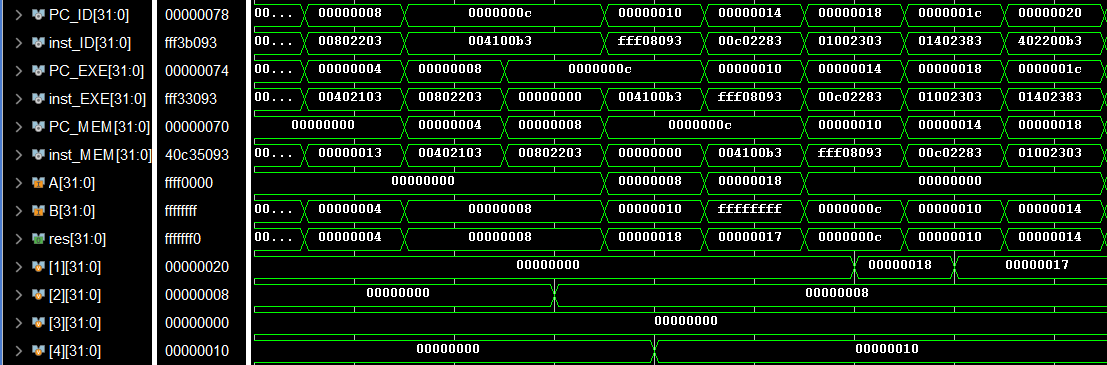 PC_ID[31:0] 00000078 00... 00000008 0000000c 00000010 00000014 00000018 0000001c 00000020
inst_ID[31:0] fff3b093 00... 00802203 004100b3 fff08093 00c02283 01002303 01402383 402200b3
PC_EXE[31:0] 00000074 00... 00000004 00000008 0000000c 00000010 00000014 00000018 0000001c
inst_EXE[31:0] fff33093 00... 00402103 00802203 00000000 004100b3 fff08093 00c02283 01002303 01402383
PC_MEM[31:0] 00000070 00000000 00000004 00000008 0000000c 00000010 00000014 00000018
inst_MEM[31:0] 40c35093 00... 00000013 00402103 00802203 00000000 004100b3 fff08093 00c02283 01002303
A[31:0] ffff0000 00000000 00000008 00000018 00000000
B[31:0] ffffffff 00... 00000004 00000008 00000010 ffffffff 0000000c 00000010 00000014
res[31:0] fffffff0 00... 00000004 00000008 00000018 00000017 0000000c 00000010 00000014
[1][31:0] 00000020 00000000 00000018 00000017
[2][31:0] 00000008 00000000 00000008
[3][31:0] 00000000 00000000
[4][31:0] 00000010 00000000 00000010